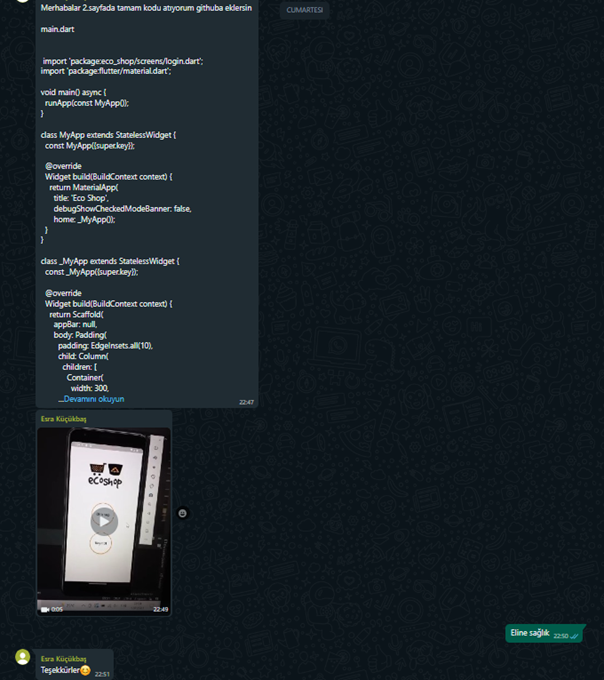 Merhabalar 2.sayfada tamam kodu atıyorum githuba eklersin
CUMARTESİ
main.dart
import 'package:eco_shop/screens/login.dart';
import 'package:flutter/material.dart';
void main() async {
runApp(const MyApp());
}
class MyApp extends StatelessWidget {
const MyApp({super.key});
@override
Widget build(BuildContext context) {
return MaterialApp(
title: 'Eco Shop',
debugShowCheckedModeBanner: false,
home: _MyApp());
}
}
class _MyApp extends StatelessWidget {
const _MyApp({super.key});
@override
Widget build(BuildContext context) {
return Scaffold(
appBar: null,
body: Padding(
padding: EdgeInsets.all(10),
child: Column(
children: [
Container(
width: 300,
...Devamını okuyun
22:47
Esra Küçükbaş
ecoshop
0:05
22:49
Eline sağlık 22:50
Esra Küçükbaş
Teşekkürler😊 22:51